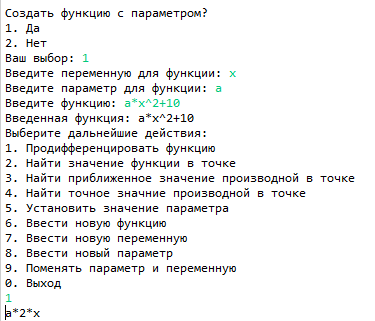 Создать функцию с параметром?
1. Да
2. Нет
Ваш выбор: 1
Введите переменную для функции: x
Введите параметр для функции: a
Введите функцию: a*x^2+10
Введенная функция: a*x^2+10
Выберите дальнейшие действия:
1. Продифференцировать функцию
2. Найти значение функции в точке
3. Найти приближенное значение производной в точке
4. Найти точное значние производной в точке
5. Установить значение параметра
6. Ввести новую функцию
7. Ввести новую переменную
8. Ввести новый параметр
9. Поменять параметр и переменную
0. Выход
1
a*2*x